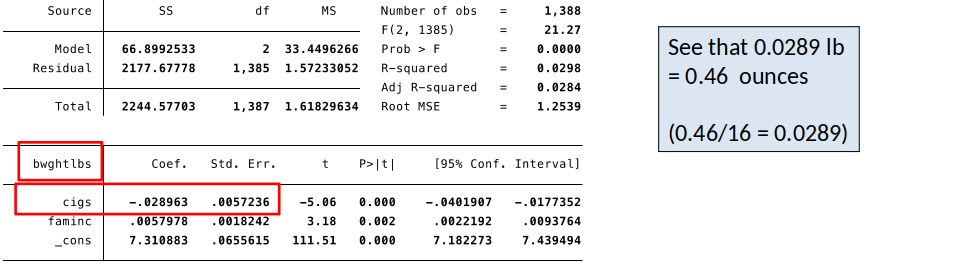 Source SS df MS Number of obs = 1,388
F(2, 1385) = 21.27
Model 66.8992533 2 33.4496266 Prob > F = 0.0000
Residual 2177.67778 1,385 1.57233052 R-squared = 0.0298
Adj R-squared = 0.0284
Total 2244.57703 1,387 1.61829634 Root MSE = 1.2539
bwghtlbs Coef. Std. Err. t P>|t| [95% Conf. Interval]
cigs -.028963 .0057236 -5.06 0.000 -.0401907 -.0177352
faminc .0057978 .0018242 3.18 0.002 .0022192 .0093764
_cons 7.310883 .0655615 111.51 0.000 7.182273 7.439494
See that 0.0289 lb
= 0.46 ounces
(0.46/16 = 0.0289)